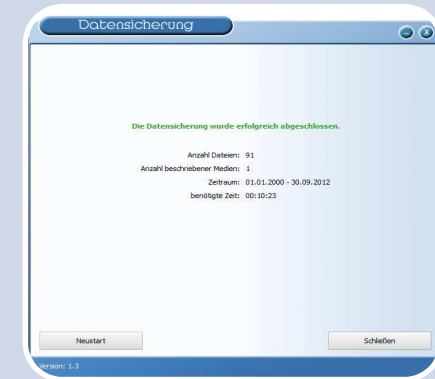 Datensicherung
Die Datensicherung wurde erfolgreich abgeschlossen.
Anzahl Dateien: 91
Anzahl beschriebener Medien: 1
Zeitraum: 01.01.2000 - 30.09.2012
benötigte Zeit: 00:10:23
Neustart Schließen
Version: 1.3